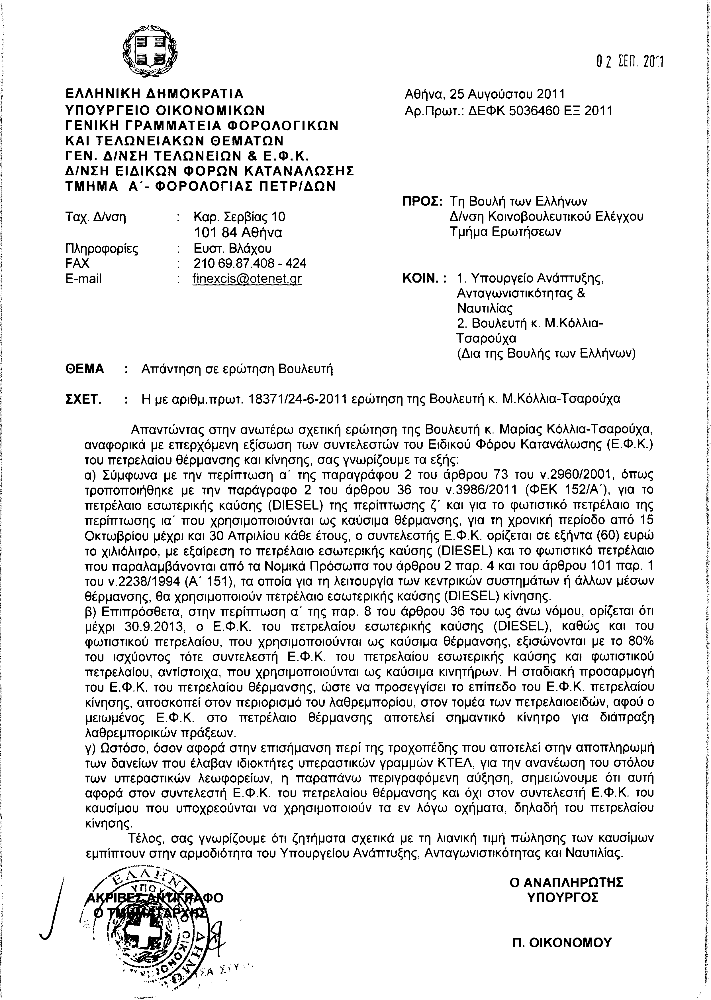 02 ΣΕΠ. 2011
ΕΛΛΗΝΙΚΗ ΔΗΜΟΚΡΑΤΙΑ
ΥΠΟΥΡΓΕΙΟ ΟΙΚΟΝΟΜΙΚΩΝ
ΓΕΝΙΚΗ ΓΡΑΜΜΑΤΕΙΑ ΦΟΡΟΛΟΓΙΚΩΝ
ΚΑΙ ΤΕΛΩΝΕΙΑΚΩΝ ΘΕΜΑΤΩΝ
ΓΕΝ. Δ/ΝΣΗ ΤΕΛΩΝΕΙΩΝ & Ε.Φ.Κ.
Δ/ΝΣΗ ΕΙΔΙΚΩΝ ΦΟΡΩΝ ΚΑΤΑΝΑΛΩΣΗΣ
ΤΜΗΜΑ Α΄- ΦΟΡΟΛΟΓΙΑΣ ΠΕΤΡ/ΔΩΝ
Αθήνα, 25 Αυγούστου 2011
Αρ.Πρωτ.: ΔΕΦΚ 5036460 ΕΞ 2011
Ταχ. Δ/νση : Καρ. Σερβίας 10
101 84 Αθήνα
Πληροφορίες : Ευστ. Βλάχου
FAX : 210 69.87.408 - 424
E-mail : finexcis@otenet.gr
ΠΡΟΣ: Τη Βουλή των Ελλήνων
Δ/νση Κοινοβουλευτικού Ελέγχου
Τμήμα Ερωτήσεων
ΚΟΙΝ. : 1. Υπουργείο Ανάπτυξης,
Ανταγωνιστικότητας &
Ναυτιλίας
2. Βουλευτή κ. Μ.Κόλλια-
Τσαρούχα
(Δια της Βουλής των Ελλήνων)
ΘΕΜΑ : Απάντηση σε ερώτηση Βουλευτή
ΣΧΕΤ. : Η με αριθμ.πρωτ. 18371/24-6-2011 ερώτηση της Βουλευτή κ. Μ.Κόλλια-Τσαρούχα
Απαντώντας στην ανωτέρω σχετική ερώτηση της Βουλευτή κ. Μαρίας Κόλλια-Τσαρούχα,
αναφορικά με επερχόμενη εξίσωση των συντελεστών του Ειδικού Φόρου Κατανάλωσης (Ε.Φ.Κ.)
του πετρελαίου θέρμανσης και κίνησης, σας γνωρίζουμε τα εξής:
α) Σύμφωνα με την περίπτωση α΄ της παραγράφου 2 του άρθρου 73 του ν.2960/2001, όπως
τροποποιήθηκε με την παράγραφο 2 του άρθρου 36 του ν.3986/2011 (ΦΕΚ 152/Α΄), για το
πετρέλαιο εσωτερικής καύσης (DIESEL) της περίπτωσης ζ΄ και για το φωτιστικό πετρέλαιο της
περίπτωσης ια΄ που χρησιμοποιούνται ως καύσιμα θέρμανσης, για τη χρονική περίοδο από 15
Οκτωβρίου μέχρι και 30 Απριλίου κάθε έτους, ο συντελεστής Ε.Φ.Κ. ορίζεται σε εξήντα (60) ευρώ
το χιλιόλιτρο, με εξαίρεση το πετρέλαιο εσωτερικής καύσης (DIESEL) και το φωτιστικό πετρέλαιο
που παραλαμβάνονται από τα Νομικά Πρόσωπα του άρθρου 2 παρ. 4 και του άρθρου 101 παρ. 1
του ν.2238/1994 (Α΄ 151), τα οποία για τη λειτουργία των κεντρικών συστημάτων ή άλλων μέσων
θέρμανσης, θα χρησιμοποιούν πετρέλαιο εσωτερικής καύσης (DIESEL) κίνησης.
β) Επιπρόσθετα, στην περίπτωση α΄ της παρ. 8 του άρθρου 36 του ως άνω νόμου, ορίζεται ότι
μέχρι 30.9.2013, ο Ε.Φ.Κ. του πετρελαίου εσωτερικής καύσης (DIESEL), καθώς και του
φωτιστικού πετρελαίου, που χρησιμοποιούνται ως καύσιμα θέρμανσης, εξισώνονται με το 80%
του ισχύοντος τότε συντελεστή Ε.Φ.Κ. του πετρελαίου εσωτερικής καύσης και φωτιστικού
πετρελαίου, αντίστοιχα, που χρησιμοποιούνται ως καύσιμα κινητήρων. Η σταδιακή προσαρμογή
του Ε.Φ.Κ. του πετρελαίου θέρμανσης, ώστε να προσεγγίσει το επίπεδο του Ε.Φ.Κ. πετρελαίου
κίνησης, αποσκοπεί στον περιορισμό του λαθρεμπορίου, στον τομέα των πετρελαιοειδών, αφού ο
μειωμένος Ε.Φ.Κ. στο πετρέλαιο θέρμανσης αποτελεί σημαντικό κίνητρο για διάπραξη
λαθρεμπορικών πράξεων.
γ) Ωστόσο, όσον αφορά στην επισήμανση περί της τροχοπέδης που αποτελεί στην αποπληρωμή
των δανείων που έλαβαν ιδιοκτήτες υπεραστικών γραμμών ΚΤΕΛ, για την ανανέωση του στόλου
των υπεραστικών λεωφορείων, η παραπάνω περιγραφόμενη αύξηση, σημειώνουμε ότι αυτή
αφορά στον συντελεστή Ε.Φ.Κ. του πετρελαίου θέρμανσης και όχι στον συντελεστή Ε.Φ.Κ. του
καυσίμου που υποχρεούνται να χρησιμοποιούν τα εν λόγω οχήματα, δηλαδή του πετρελαίου
κίνησης.
Τέλος, σας γνωρίζουμε ότι ζητήματα σχετικά με τη λιανική τιμή πώλησης των καυσίμων
εμπίπτουν στην αρμοδιότητα του Υπουργείου Ανάπτυξης, Ανταγωνιστικότητας και Ναυτιλίας.
Ο ΑΝΑΠΛΗΡΩΤΗΣ
ΥΠΟΥΡΓΟΣ
Π. ΟΙΚΟΝΟΜΟΥ
ΑΚΡΙΒΕΣ ΑΝΤΙΓΡΑΦΟ
Ο ΤΜΗΜΑΤΑΡΧΗΣ